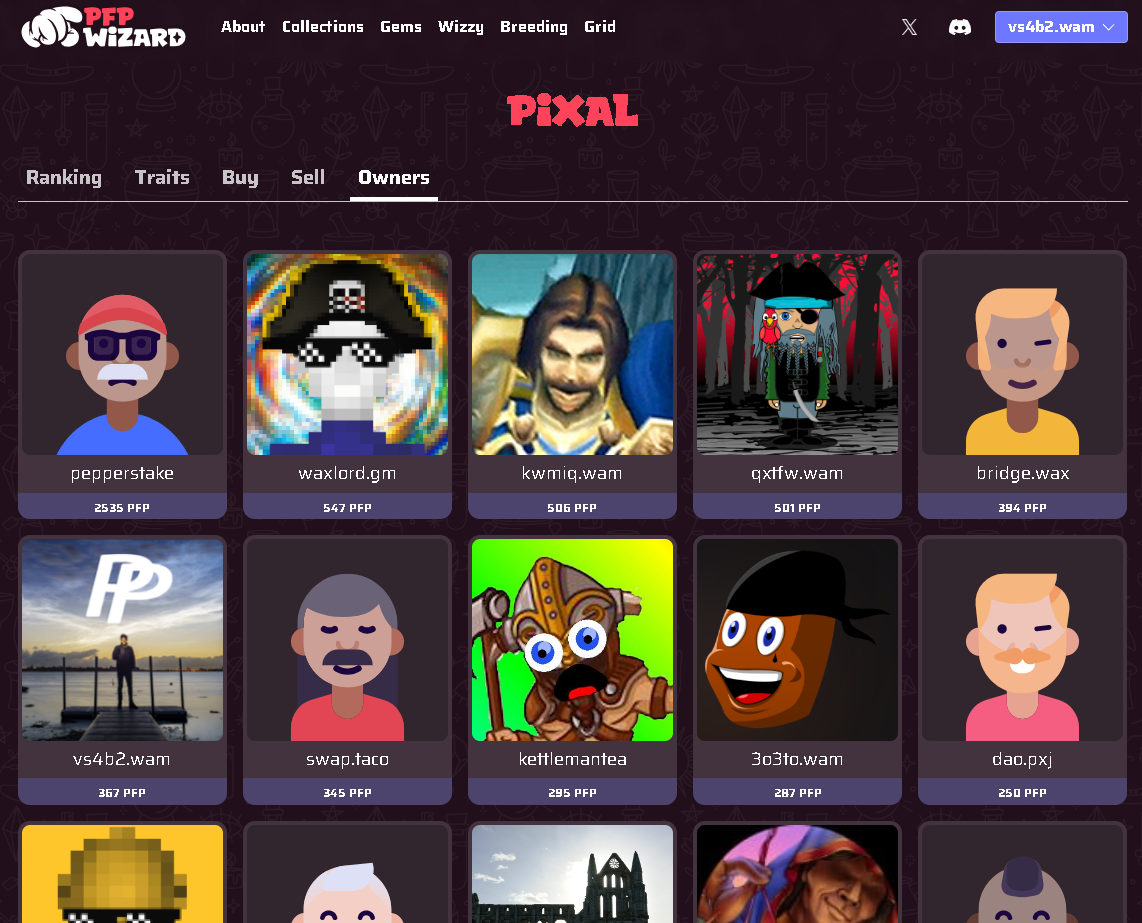 PFP
WiZARD
About Collections Gems Wizzy Breeding Grid
vs4b2.wam
PiXAL
Ranking Traits Buy Sell Owners
pepperstake waxlord.gm kwmiq.wam qxtfw.wam bridge.wax
2535 PFP 547 PFP 506 PFP 501 PFP 394 PFP
PP
vs4b2.wam swap.taco kettlemantea 3o3to.wam dao.pxj
367 PFP 345 PFP 295 PFP 287 PFP 250 PFP